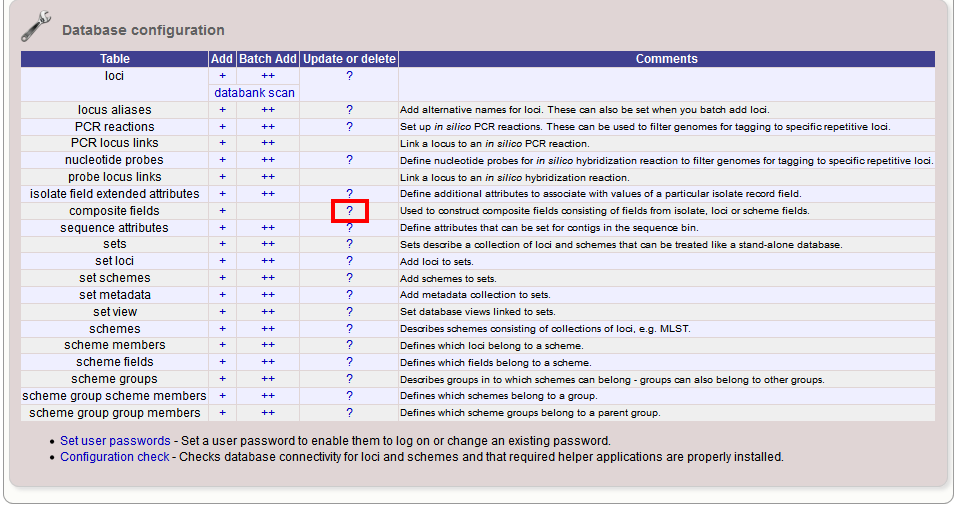 Database configuration
Table Add Batch Add Update or delete Comments
loci + ++ ?
databank scan
locus aliases + ++ ? Add alternative names for loci. These can also be set when you batch add loci.
PCR reactions + ++ ? Set up in silico PCR reactions. These can be used to filter genomes for tagging to specific repetitive loci.
PCR locus links + ++ Link a locus to an in silico PCR reaction.
nucleotide probes + ++ ? Define nucleotide probes for in silico hybridization reaction to filter genomes for tagging to specific repetitive loci.
probe locus links + ++ Link a locus to an in silico hybridization reaction.
isolate field extended attributes + ++ ? Define additional attributes to associate with values of a particular isolate record field.
composite fields + ? Used to construct composite fields consisting of fields from isolate, loci or scheme fields.
sequence attributes + ++ ? Define attributes that can be set for contigs in the sequence bin.
sets + ++ ? Sets describe a collection of loci and schemes that can be treated like a stand-alone database.
set loci + ++ ? Add loci to sets.
set schemes + ++ ? Add schemes to sets.
set metadata + ++ ? Add metadata collection to sets.
set view + ++ ? Set database views linked to sets.
schemes + ++ ? Describes schemes consisting of collections of loci, e.g. MLST.
scheme members + ++ ? Defines which loci belong to a scheme.
scheme fields + ++ ? Defines which fields belong to a scheme.
scheme groups + ++ ? Describes groups in to which schemes can belong - groups can also belong to other groups.
scheme group scheme members + ++ ? Defines which schemes belong to a group.
scheme group group members + ++ ? Defines which scheme groups belong to a parent group.
• Set user passwords - Set a user password to enable them to log on or change an existing password.
• Configuration check - Checks database connectivity for loci and schemes and that required helper applications are properly installed.